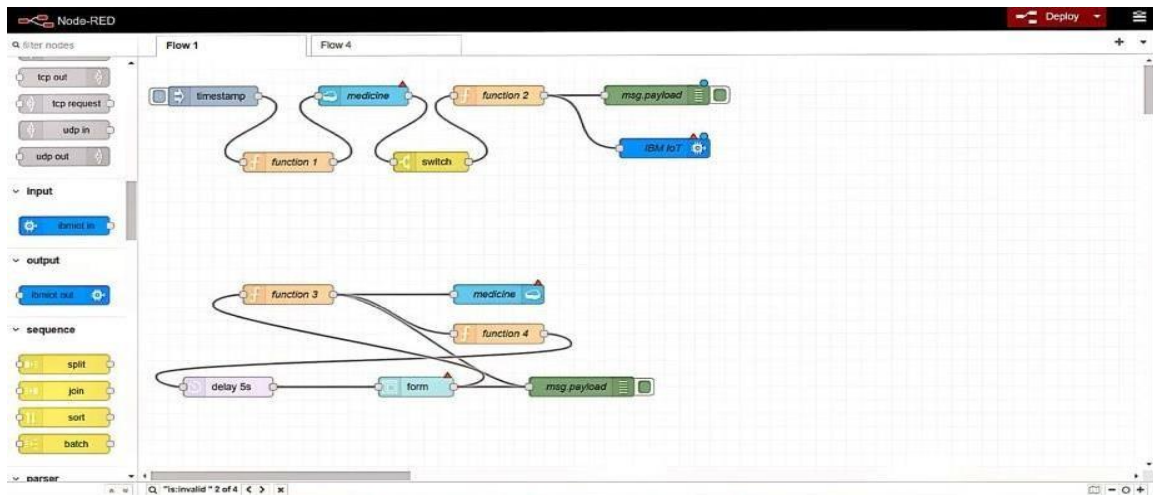 Node-RED
Deploy
filter nodes
Flow 1
Flow 4
tcp out
tcp request
udp in
udp out
input
ibmiot in
output
ibmiot out
sequence
split
join
sort
batch
parser
timestamp
medicine
function 2
msg.payload
function 1
switch
IBM IoT
function 3
medicine
function 4
delay 5s
form
msg.payload
"is:invalid " 2 of 4